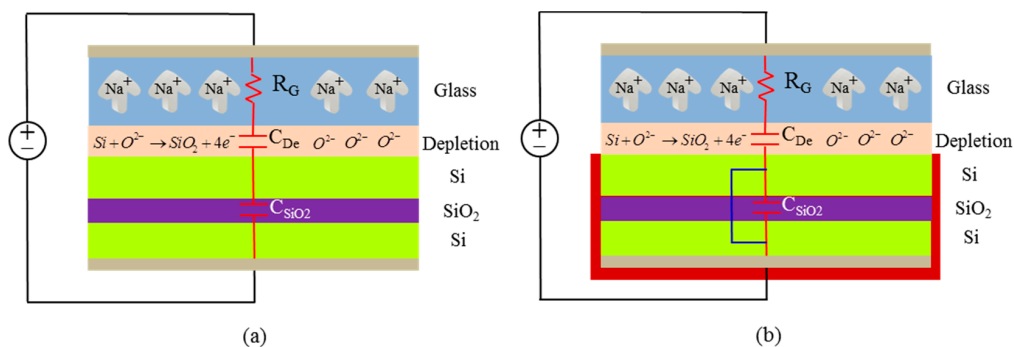 Na+ Na+ Na+ RG Na+ Na+ Glass
Si + O2- → SiO2 + 4e- CDe O2- O2- O2- Depletion
Si
CSiO2 SiO2
Si
+
−
(a)
Na+ Na+ Na+ RG Na+ Na+ Glass
Si + O2- → SiO2 + 4e- CDe O2- O2- O2- Depletion
Si
CSiO2 SiO2
Si
+
−
(b)